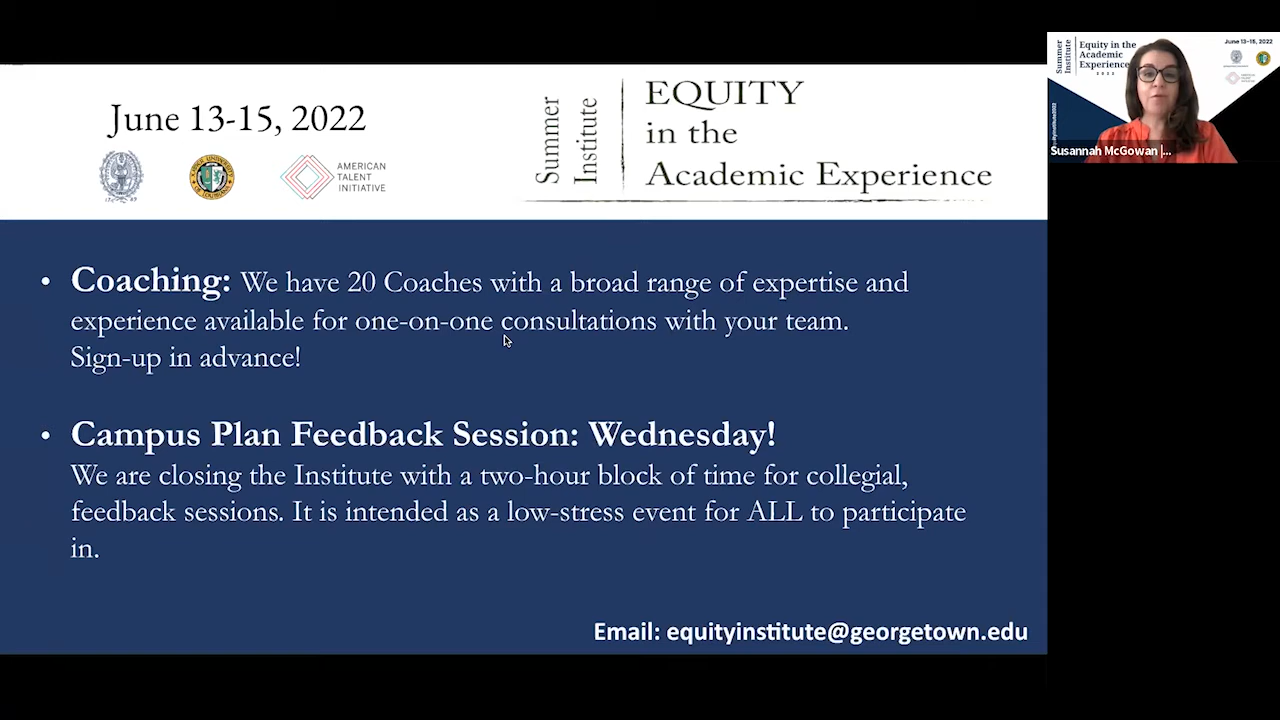 June 13-15, 2022
AMERICAN
TALENT
INITIATIVE
Summer
Institute
EQUITY
in the
Academic Experience
• Coaching: We have 20 Coaches with a broad range of expertise and
experience available for one-on-one consultations with your team.
Sign-up in advance!
• Campus Plan Feedback Session: Wednesday!
We are closing the Institute with a two-hour block of time for collegial,
feedback sessions. It is intended as a low-stress event for ALL to participate
in.
Email: equityinstitute@georgetown.edu
Summer
Institute
Equity in the
Academic
Experience
2022
June 13-15, 2022
Susannah McGowan |...